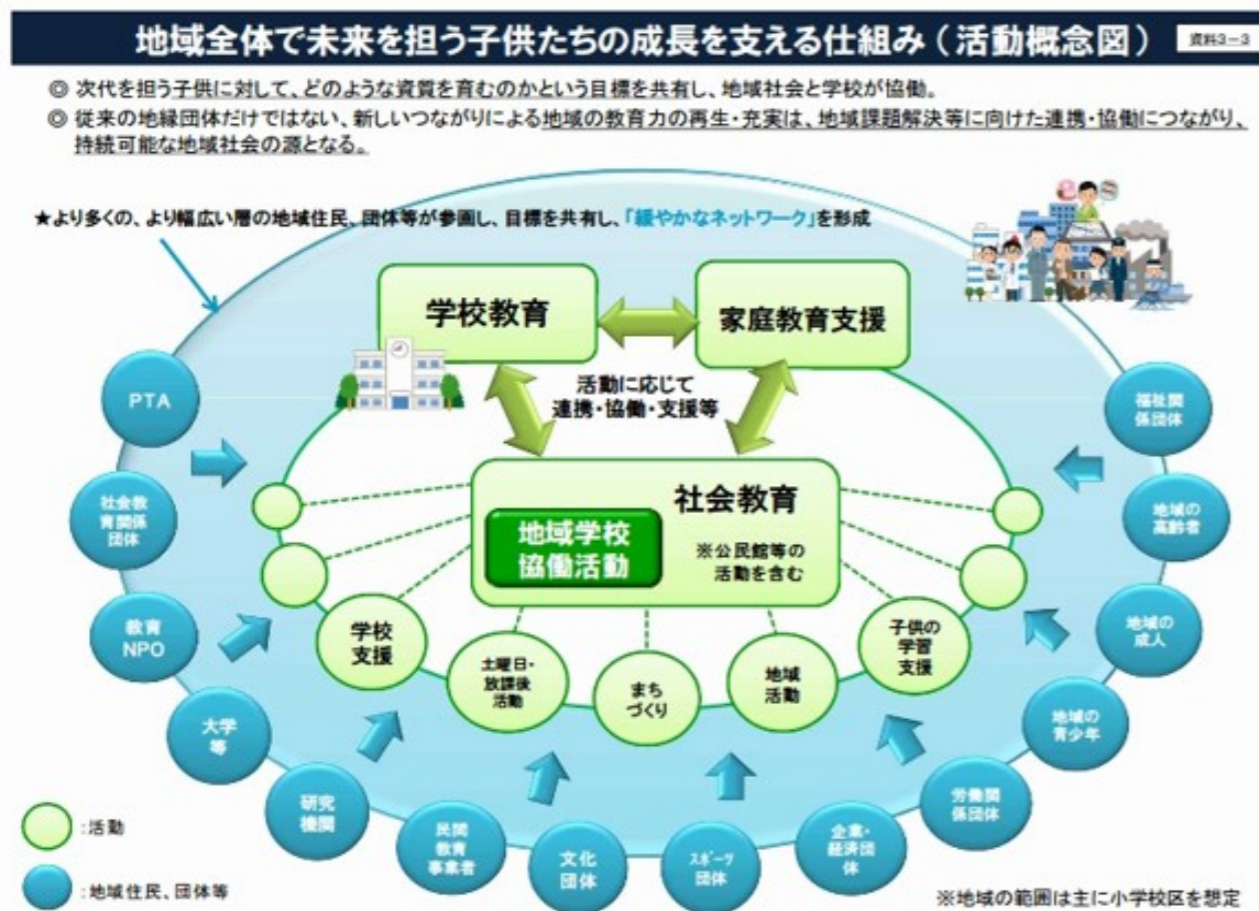 地域全体で未来を担う子供たちの成長を支える仕組み（活動概念図）
資料3－3
◎ 次代を担う子供に対して、どのような資質を育むのかという目標を共有し、地域社会と学校が協働。
◎ 従来の地縁団体だけではない、新しいつながりによる地域の教育力の再生・充実は、地域課題解決等に向けた連携・協働につながり、
持続可能な地域社会の源となる。
★より多くの、より幅広い層の地域住民、団体等が参画し、目標を共有し、「緩やかなネットワーク」を形成
学校教育
家庭教育支援
活動に応じて
連携・協働・支援等
社会教育
地域学校
協働活動
※公民館等の
活動を含む
学校
支援
土曜日・
放課後
活動
まち
づくり
地域
活動
子供の
学習
支援
PTA
社会教
育関係
団体
教育
NPO
大学
等
研究
機関
民間
教育
事業者
文化
団体
スポーツ
団体
企業・
経済団
体
労働関
係団体
地域の
青少年
地域の
成人
地域の
高齢者
福祉関
係団体
：活動
：地域住民、団体等
※地域の範囲は主に小学校区を想定